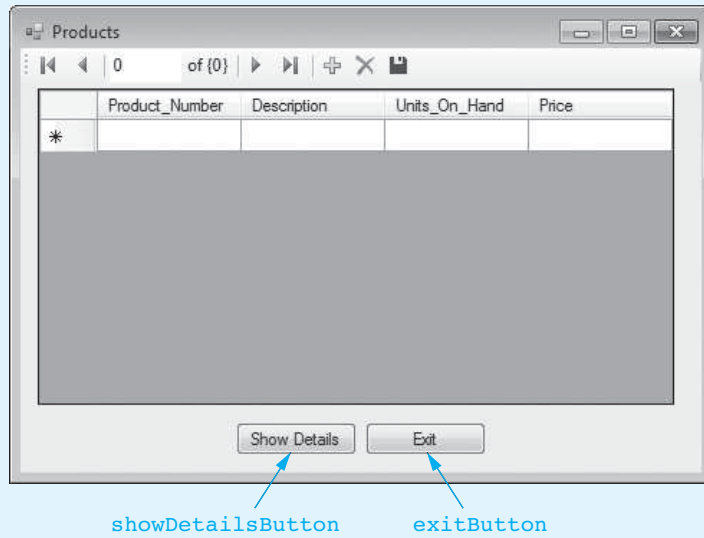 Products
0 of {0}
Product_Number Description Units_On_Hand Price
Show Details Exit
showDetailsButton exitButton